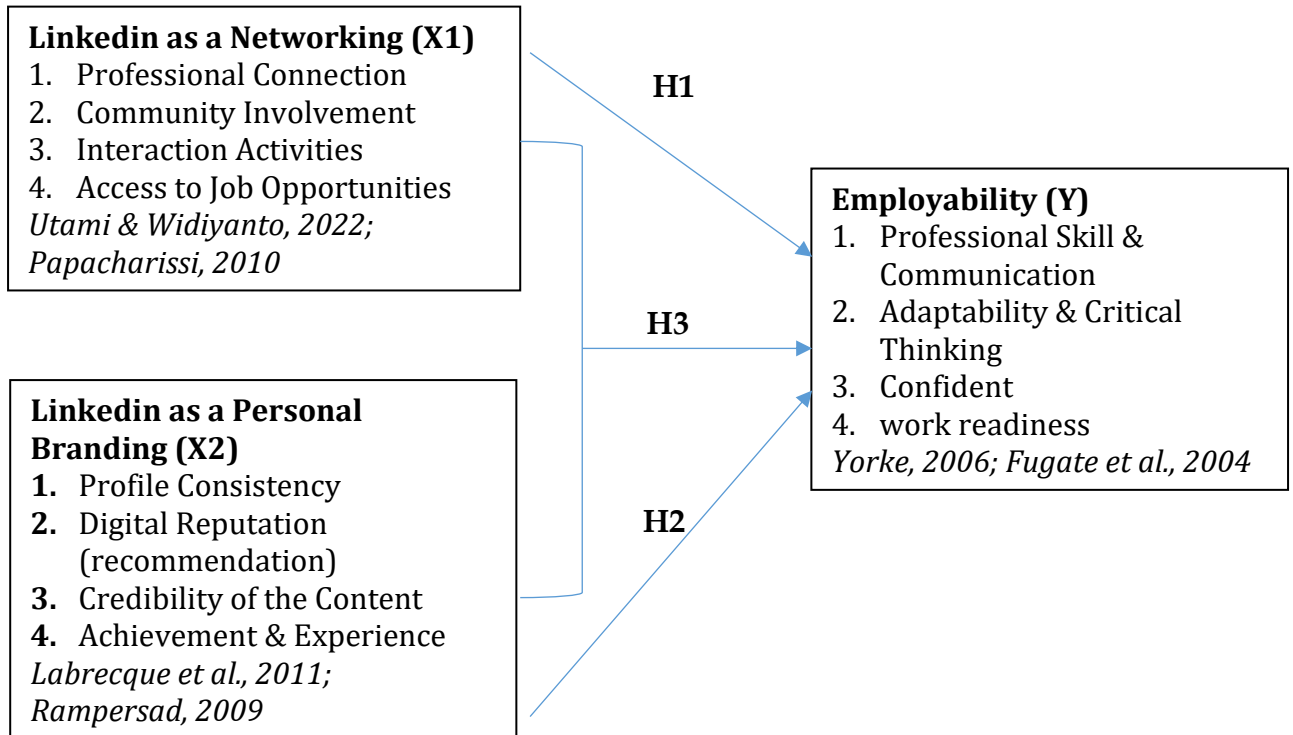 Linkedin as a Networking (X1)
1. Professional Connection
2. Community Involvement
3. Interaction Activities
4. Access to Job Opportunities
Utami & Widiyanto, 2022;
Papacharissi, 2010
H1
H3
H2
Linkedin as a Personal
Branding (X2)
1. Profile Consistency
2. Digital Reputation
(recommendation)
3. Credibility of the Content
4. Achievement & Experience
Labrecque et al., 2011;
Rampersad, 2009
Employability (Y)
1. Professional Skill &
Communication
2. Adaptability & Critical
Thinking
3. Confident
4. work readiness
Yorke, 2006; Fugate et al., 2004